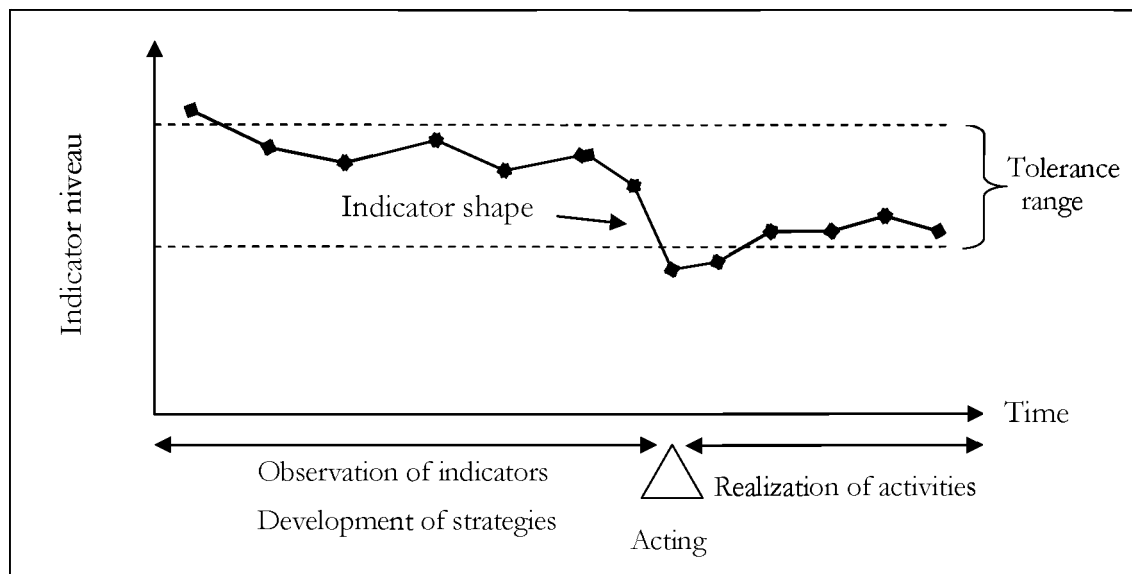 Indicator niveau
Indicator shape
Tolerance
range
Time
Observation of indicators
Development of strategies
Realization of activities
Acting